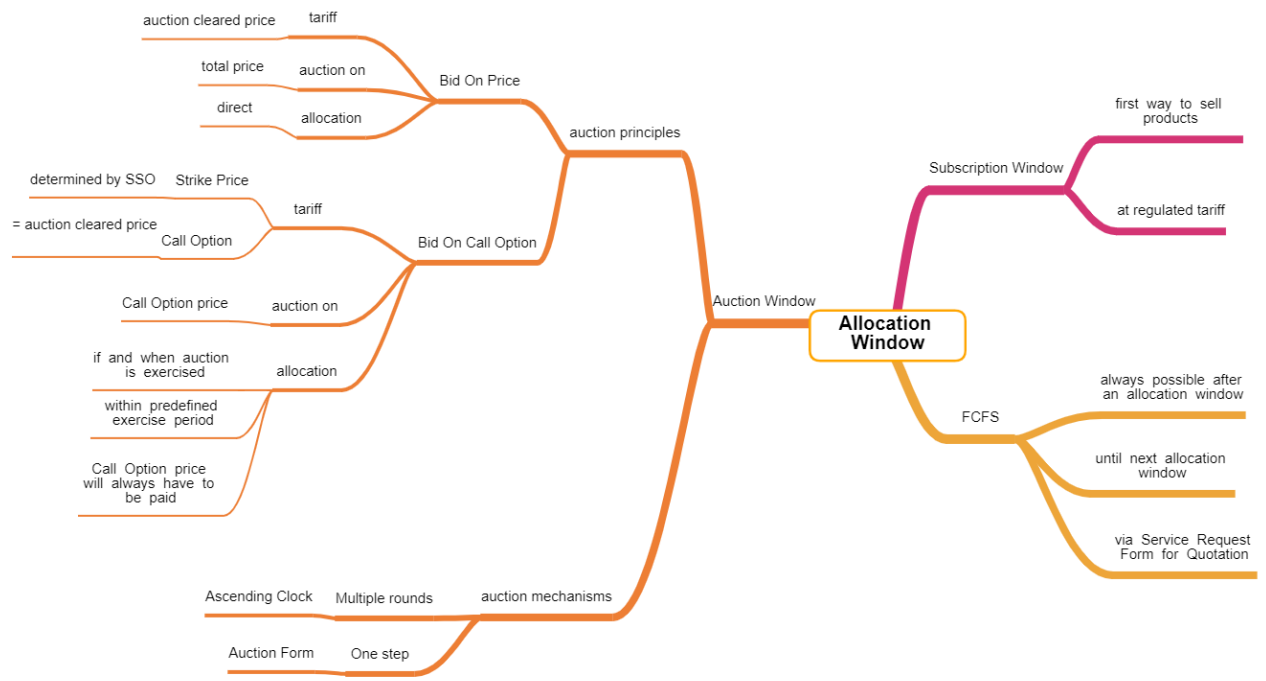 Allocation
Window
Subscription Window
first way to sell
products
at regulated tariff
FCFS
always possible after
an allocation window
until next allocation
window
via Service Request
Form for Quotation
Auction Window
auction principles
Bid On Price
tariff
auction cleared price
auction on
total price
allocation
direct
Bid On Call Option
tariff
Strike Price
determined by SSO
Call Option
= auction cleared price
auction on
Call Option price
allocation
if and when auction
is exercised
within predefined
exercise period
Call Option price
will always have to
be paid
auction mechanisms
Multiple rounds
Ascending Clock
One step
Auction Form